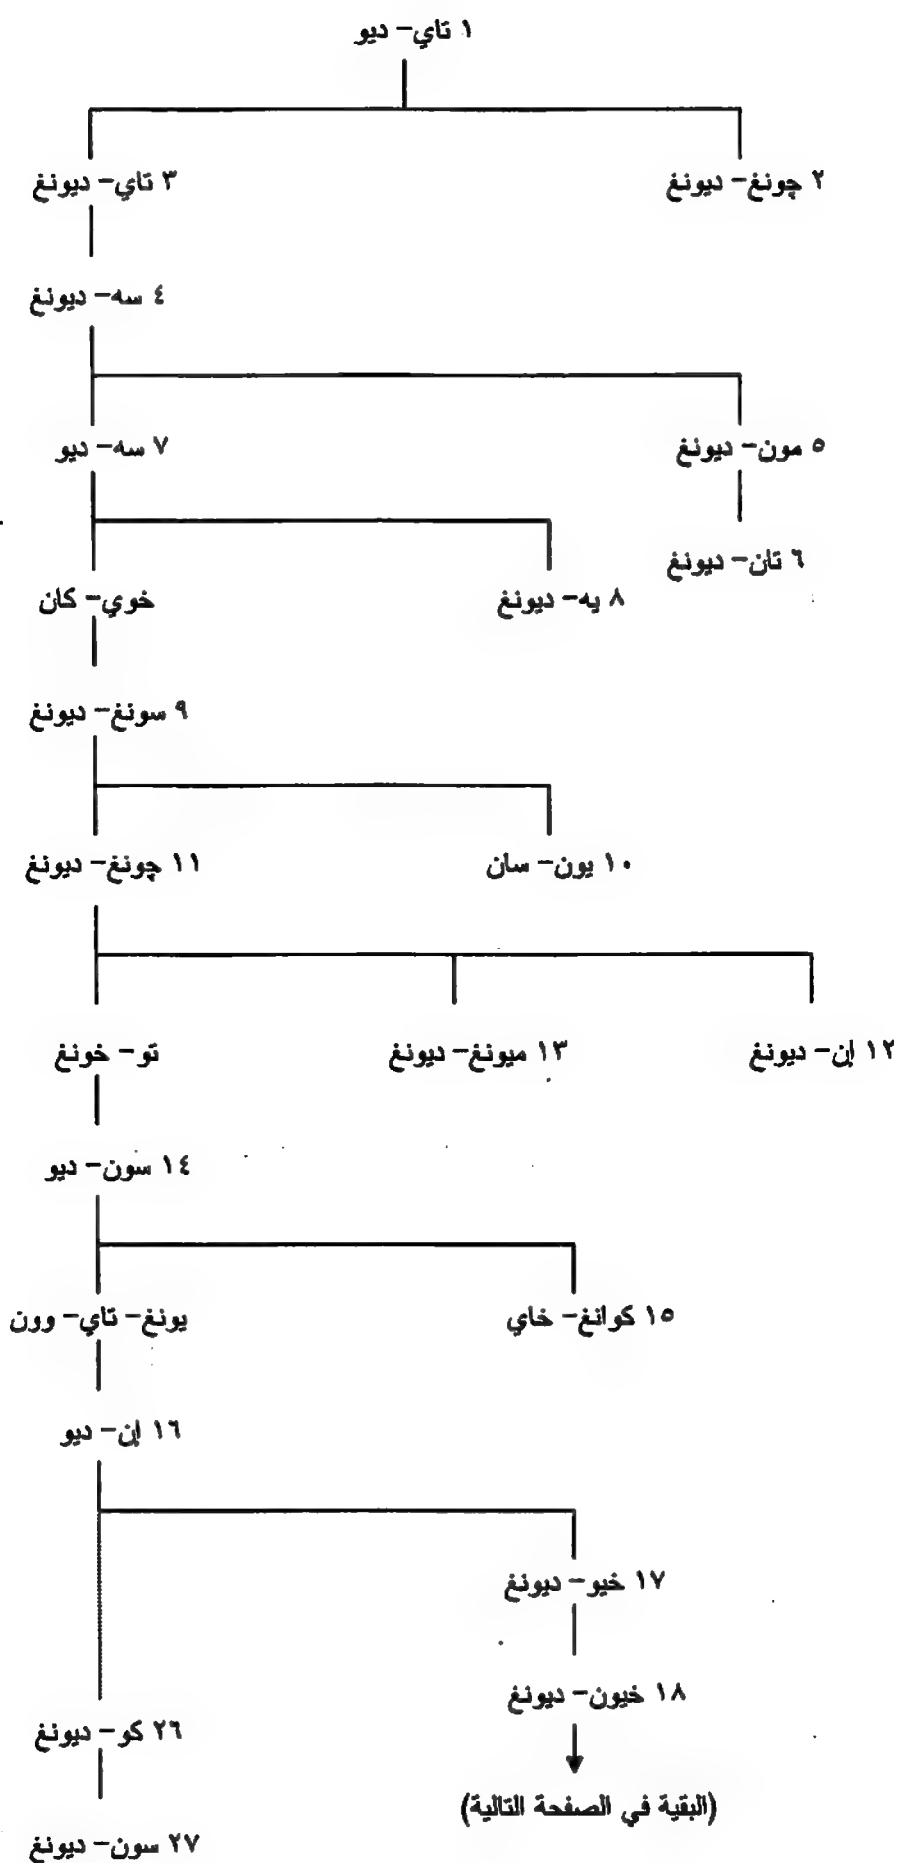 ١ تاي- ديو
٢ چونغ- ديونغ
٣ تاي- ديونغ
٤ سه- ديونغ
٥ مون- ديونغ
٧ سه- ديو
٦ تان- ديونغ
٨ يه- ديونغ
خوي- كان
٩ سونغ- ديونغ
١٠ يون- سان
١١ چونغ- ديونغ
١٢ إن- ديونغ
١٣ ميونغ- ديونغ
تو- خونغ
١٤ سون- ديو
١٥ كوانغ- خاي
يونغ- تاي- وون
١٦ إن- ديو
١٧ خيو- ديونغ
١٨ خيون- ديونغ
٢٦ كو- ديونغ
(البقية في الصفحة التالية)
٢٧ سون- ديونغ